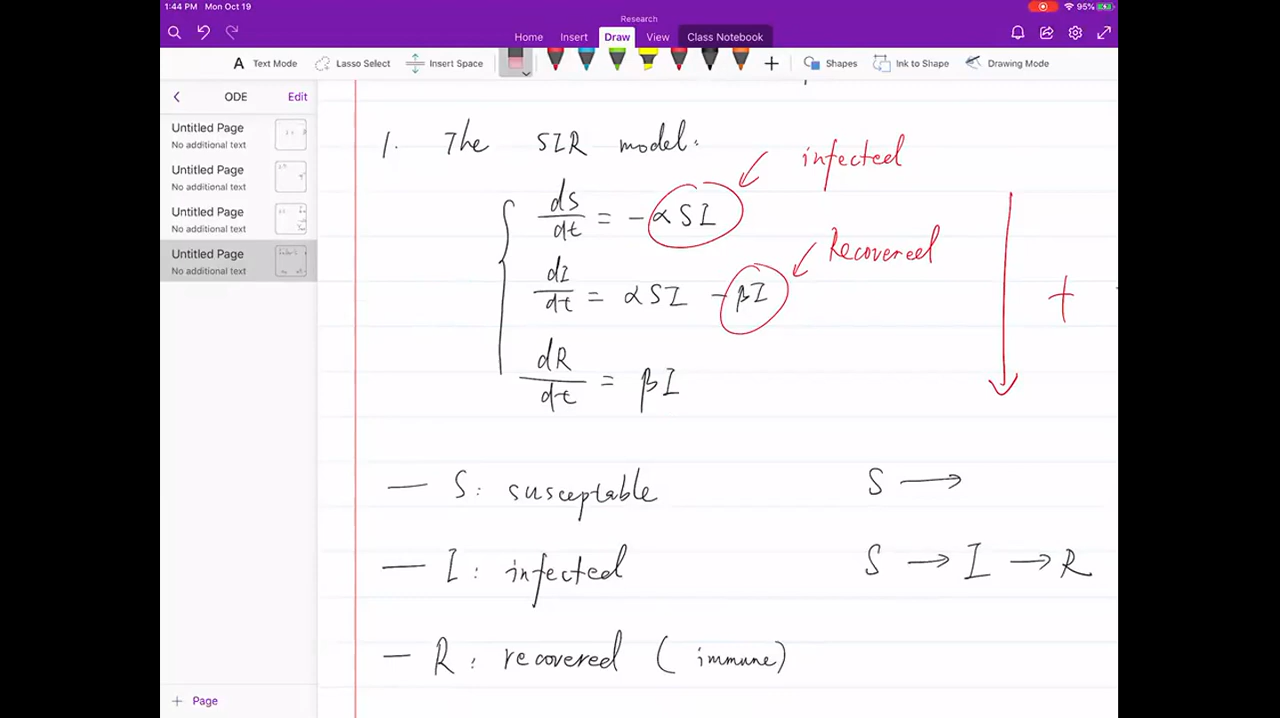 1:44 PM Mon Oct 19
95%
Research
Home Insert Draw View Class Notebook
A Text Mode Lasso Select Insert Space Shapes Ink to Shape Drawing Mode
ODE Edit
Untitled Page
No additional text
Untitled Page
No additional text
Untitled Page
No additional text
Untitled Page
No additional text
+ Page
1. The SIR model:
infected
dS/dt = -αSI
Recovered
dI/dt = αSI - βI
+
dR/dt = βI
— S: susceptable S →
— I: infected S → I → R
— R: recovered (immune)